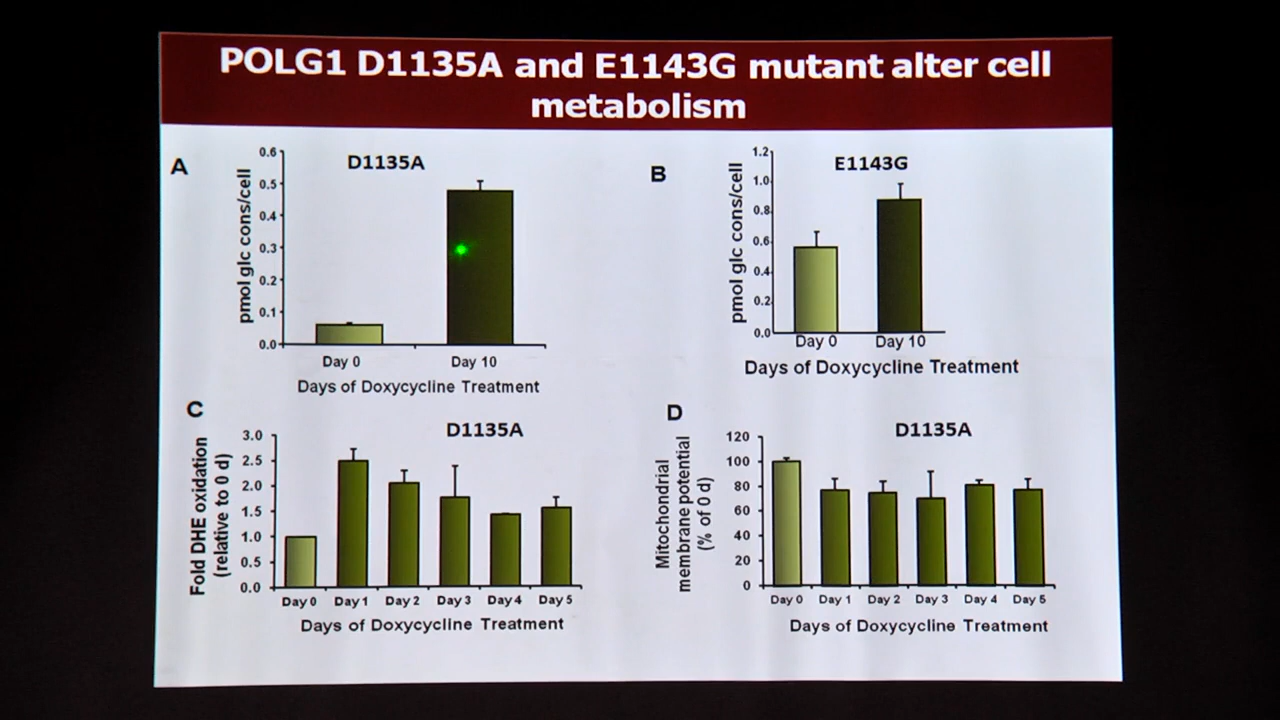 POLG1 D1135A and E1143G mutant alter cell
metabolism
A
D1135A
pmol glc cons/cell
0.6
0.5
0.4
0.3
0.2
0.1
0.0
Day 0
Day 10
Days of Doxycycline Treatment
B
E1143G
pmol glc cons/cell
1.2
1.0
0.8
0.6
0.4
0.2
0.0
Day 0
Day 10
Days of Doxycycline Treatment
C
D1135A
Fold DHE oxidation
(relative to 0 d)
3.0
2.5
2.0
1.5
1.0
0.5
0.0
Day 0
Day 1
Day 2
Day 3
Day 4
Day 5
Days of Doxycycline Treatment
D
D1135A
Mitochondrial
membrane potential
(% of 0 d)
120
100
80
60
40
20
0
Day 0
Day 1
Day 2
Day 3
Day 4
Day 5
Days of Doxycycline Treatment